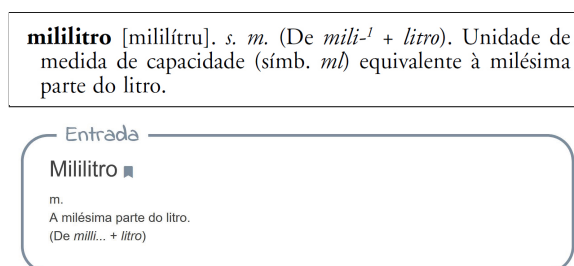 mililitro [mililítru]. s. m. (De mili-¹ + litro). Unidade de
medida de capacidade (símb. ml) equivalente à milésima
parte do litro.
Entrada
Mililitro
m.
A milésima parte do litro.
(De milli... + litro)